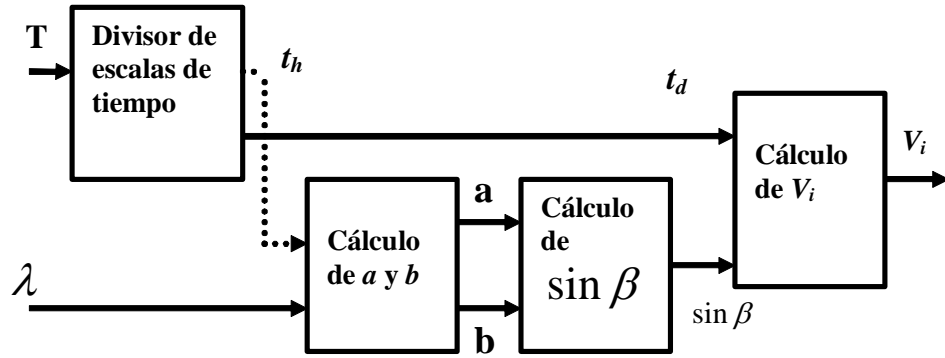 T
Divisor de
escalas de
tiempo
t_h
t_d
Cálculo
de V_i
V_i
λ
Cálculo
de a y b
a
b
Cálculo
de
sin β
sin β